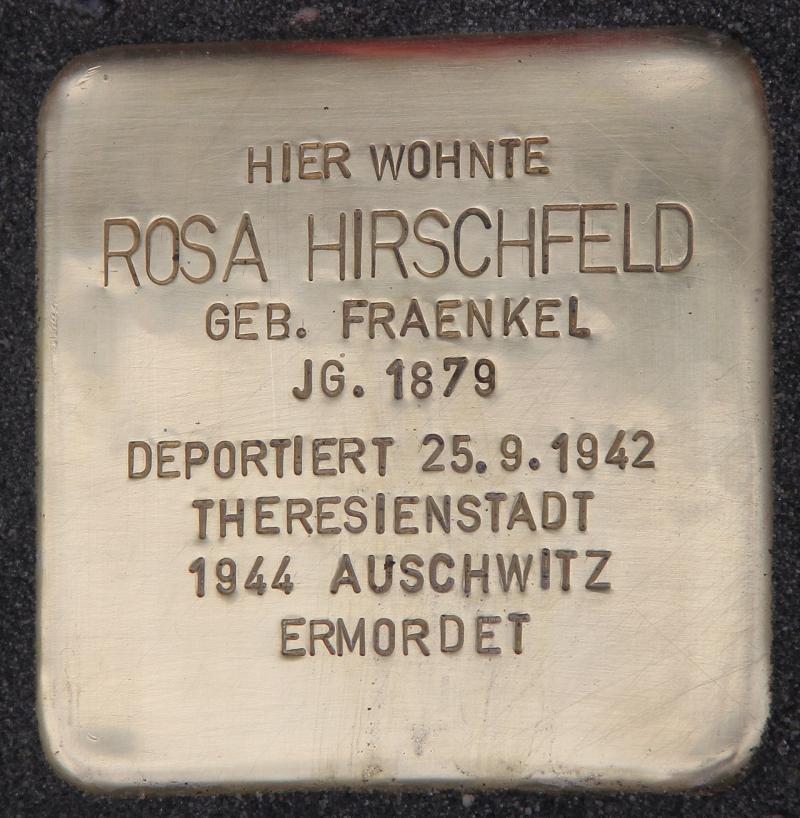 HIER WOHNTE
ROSA HIRSCHFELD
GEB. FRAENKEL
JG. 1879
DEPORTIERT 25.9.1942
THERESIENSTADT
1944 AUSCHWITZ
ERMORDET